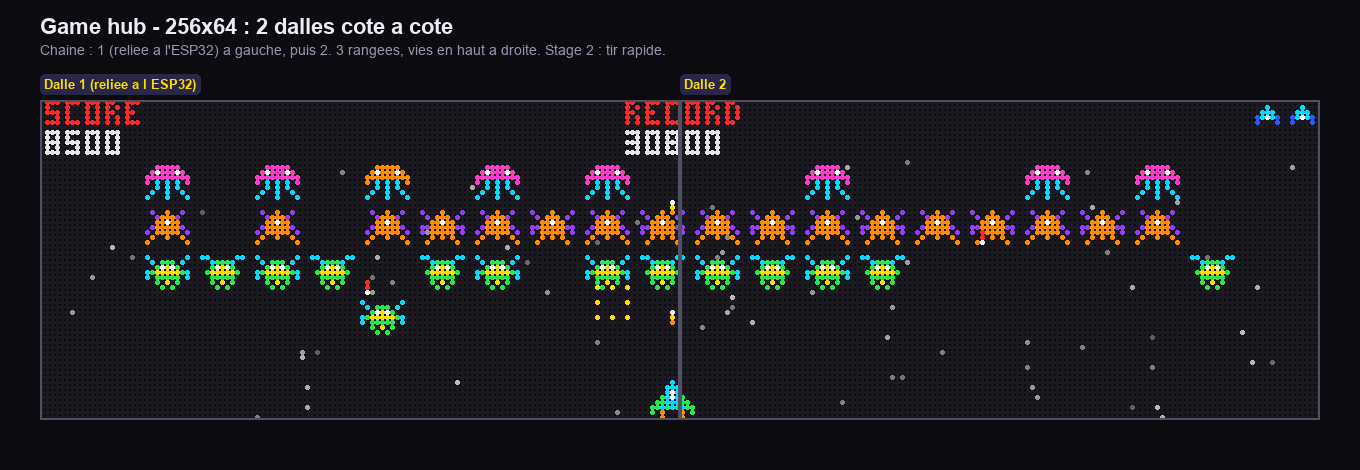 Game hub - 256x64 : 2 dalles cote a cote
Chaine : 1 (reliee a l'ESP32) a gauche, puis 2. 3 rangees, vies en haut a droite. Stage 2 : tir rapide.
Dalle 1 (reliee a l ESP32)
Dalle 2
SCORE
RECORD
8500
30000